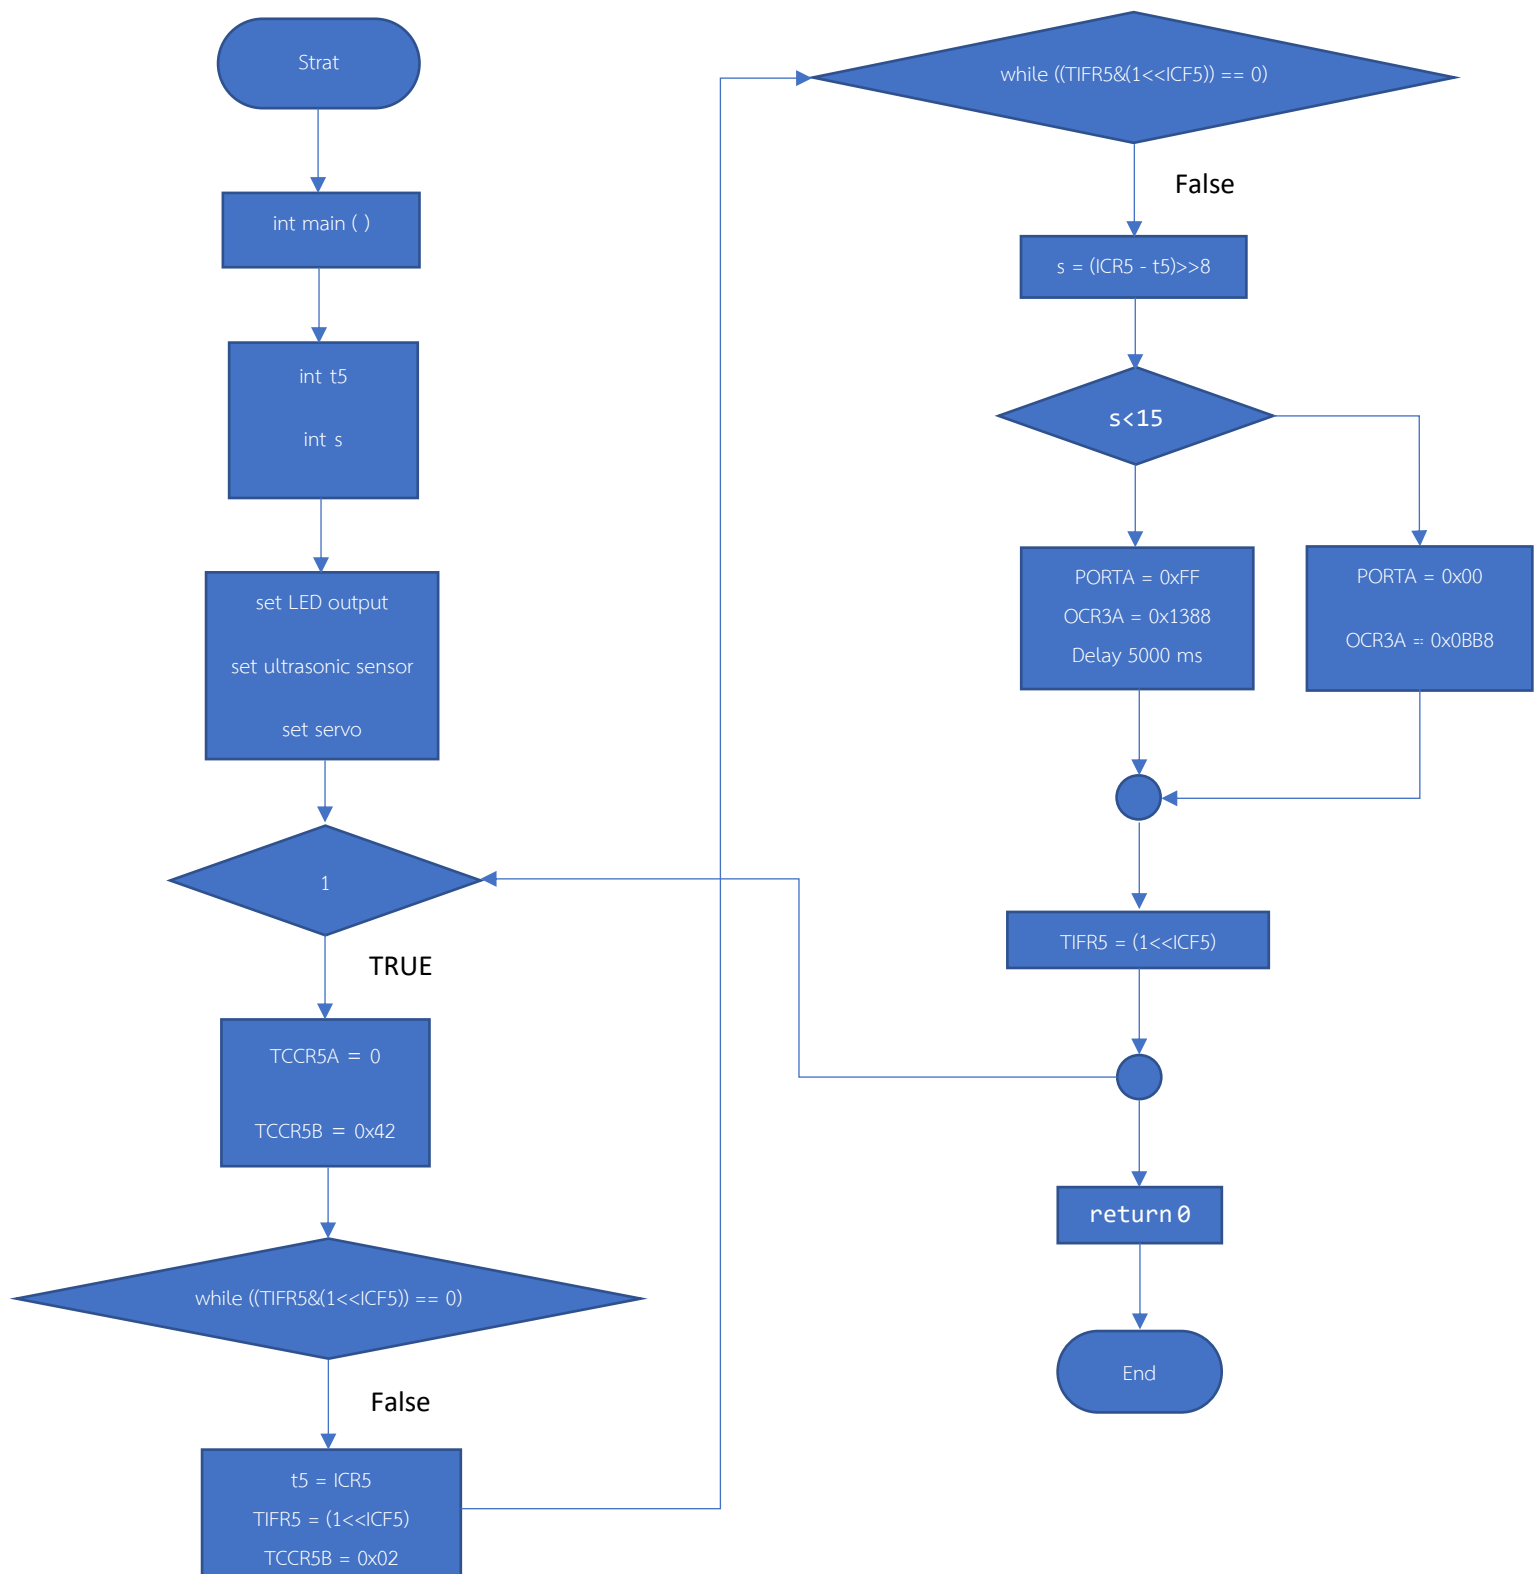 Strat
int main ( )
int t5
int s
set LED output
set ultrasonic sensor
set servo
1
TRUE
TCCR5A = 0
TCCR5B = 0x42
while ((TIFR5&(1<<ICF5)) == 0)
False
t5 = ICR5
TIFR5 = (1<<ICF5)
TCCR5B = 0x02
while ((TIFR5&(1<<ICF5)) == 0)
False
s = (ICR5 - t5)>>8
s<15
PORTA = 0xFF
OCR3A = 0x1388
Delay 5000 ms
PORTA = 0x00
OCR3A = 0x0BB8
TIFR5 = (1<<ICF5)
return 0
End